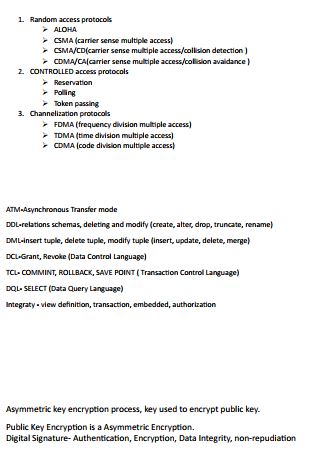 1. Random access protocols
➢ ALOHA
➢ CSMA (carrier sense multiple access)
➢ CSMA/CD(carrier sense multiple access/collision detection )
➢ CDMA/CA(carrier sense multiple access/collision avaidance )
2. CONTROLLED access protocols
➢ Reservation
➢ Polling
➢ Token passing
3. Channelization protocols
➢ FDMA (frequency division multiple access)
➢ TDMA (time division multiple access)
➢ CDMA (code division multiple access)
ATM-Asynchronous Transfer mode
DDL-relations schemas, deleting and modify (create, alter, drop, truncate, rename)
DML-insert tuple, delete tuple, modify tuple (insert, update, delete, merge)
DCL-Grant, Revoke (Data Control Language)
TCL- COMMINT, ROLLBACK, SAVE POINT ( Transaction Control Language)
DQL- SELECT (Data Query Language)
Integraty - view definition, transaction, embedded, authorization
Asymmetric key encryption process, key used to encrypt public key.
Public Key Encryption is a Asymmetric Encryption.
Digital Signature- Authentication, Encryption, Data Integrity, non-repudiation